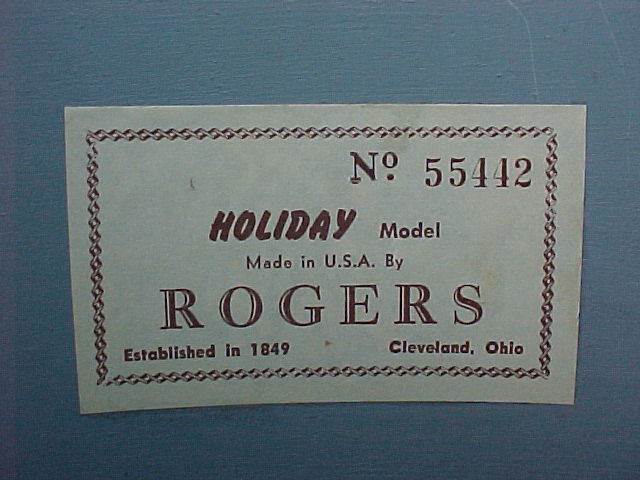 Nº 55442
HOLIDAY Model
Made in U.S.A. By
ROGERS
Established in 1849 Cleveland, Ohio